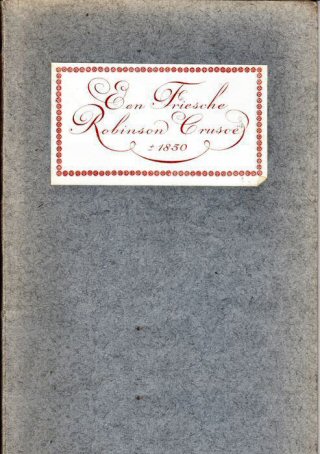 Een Friesche
Robinson Crusoë
± 1850